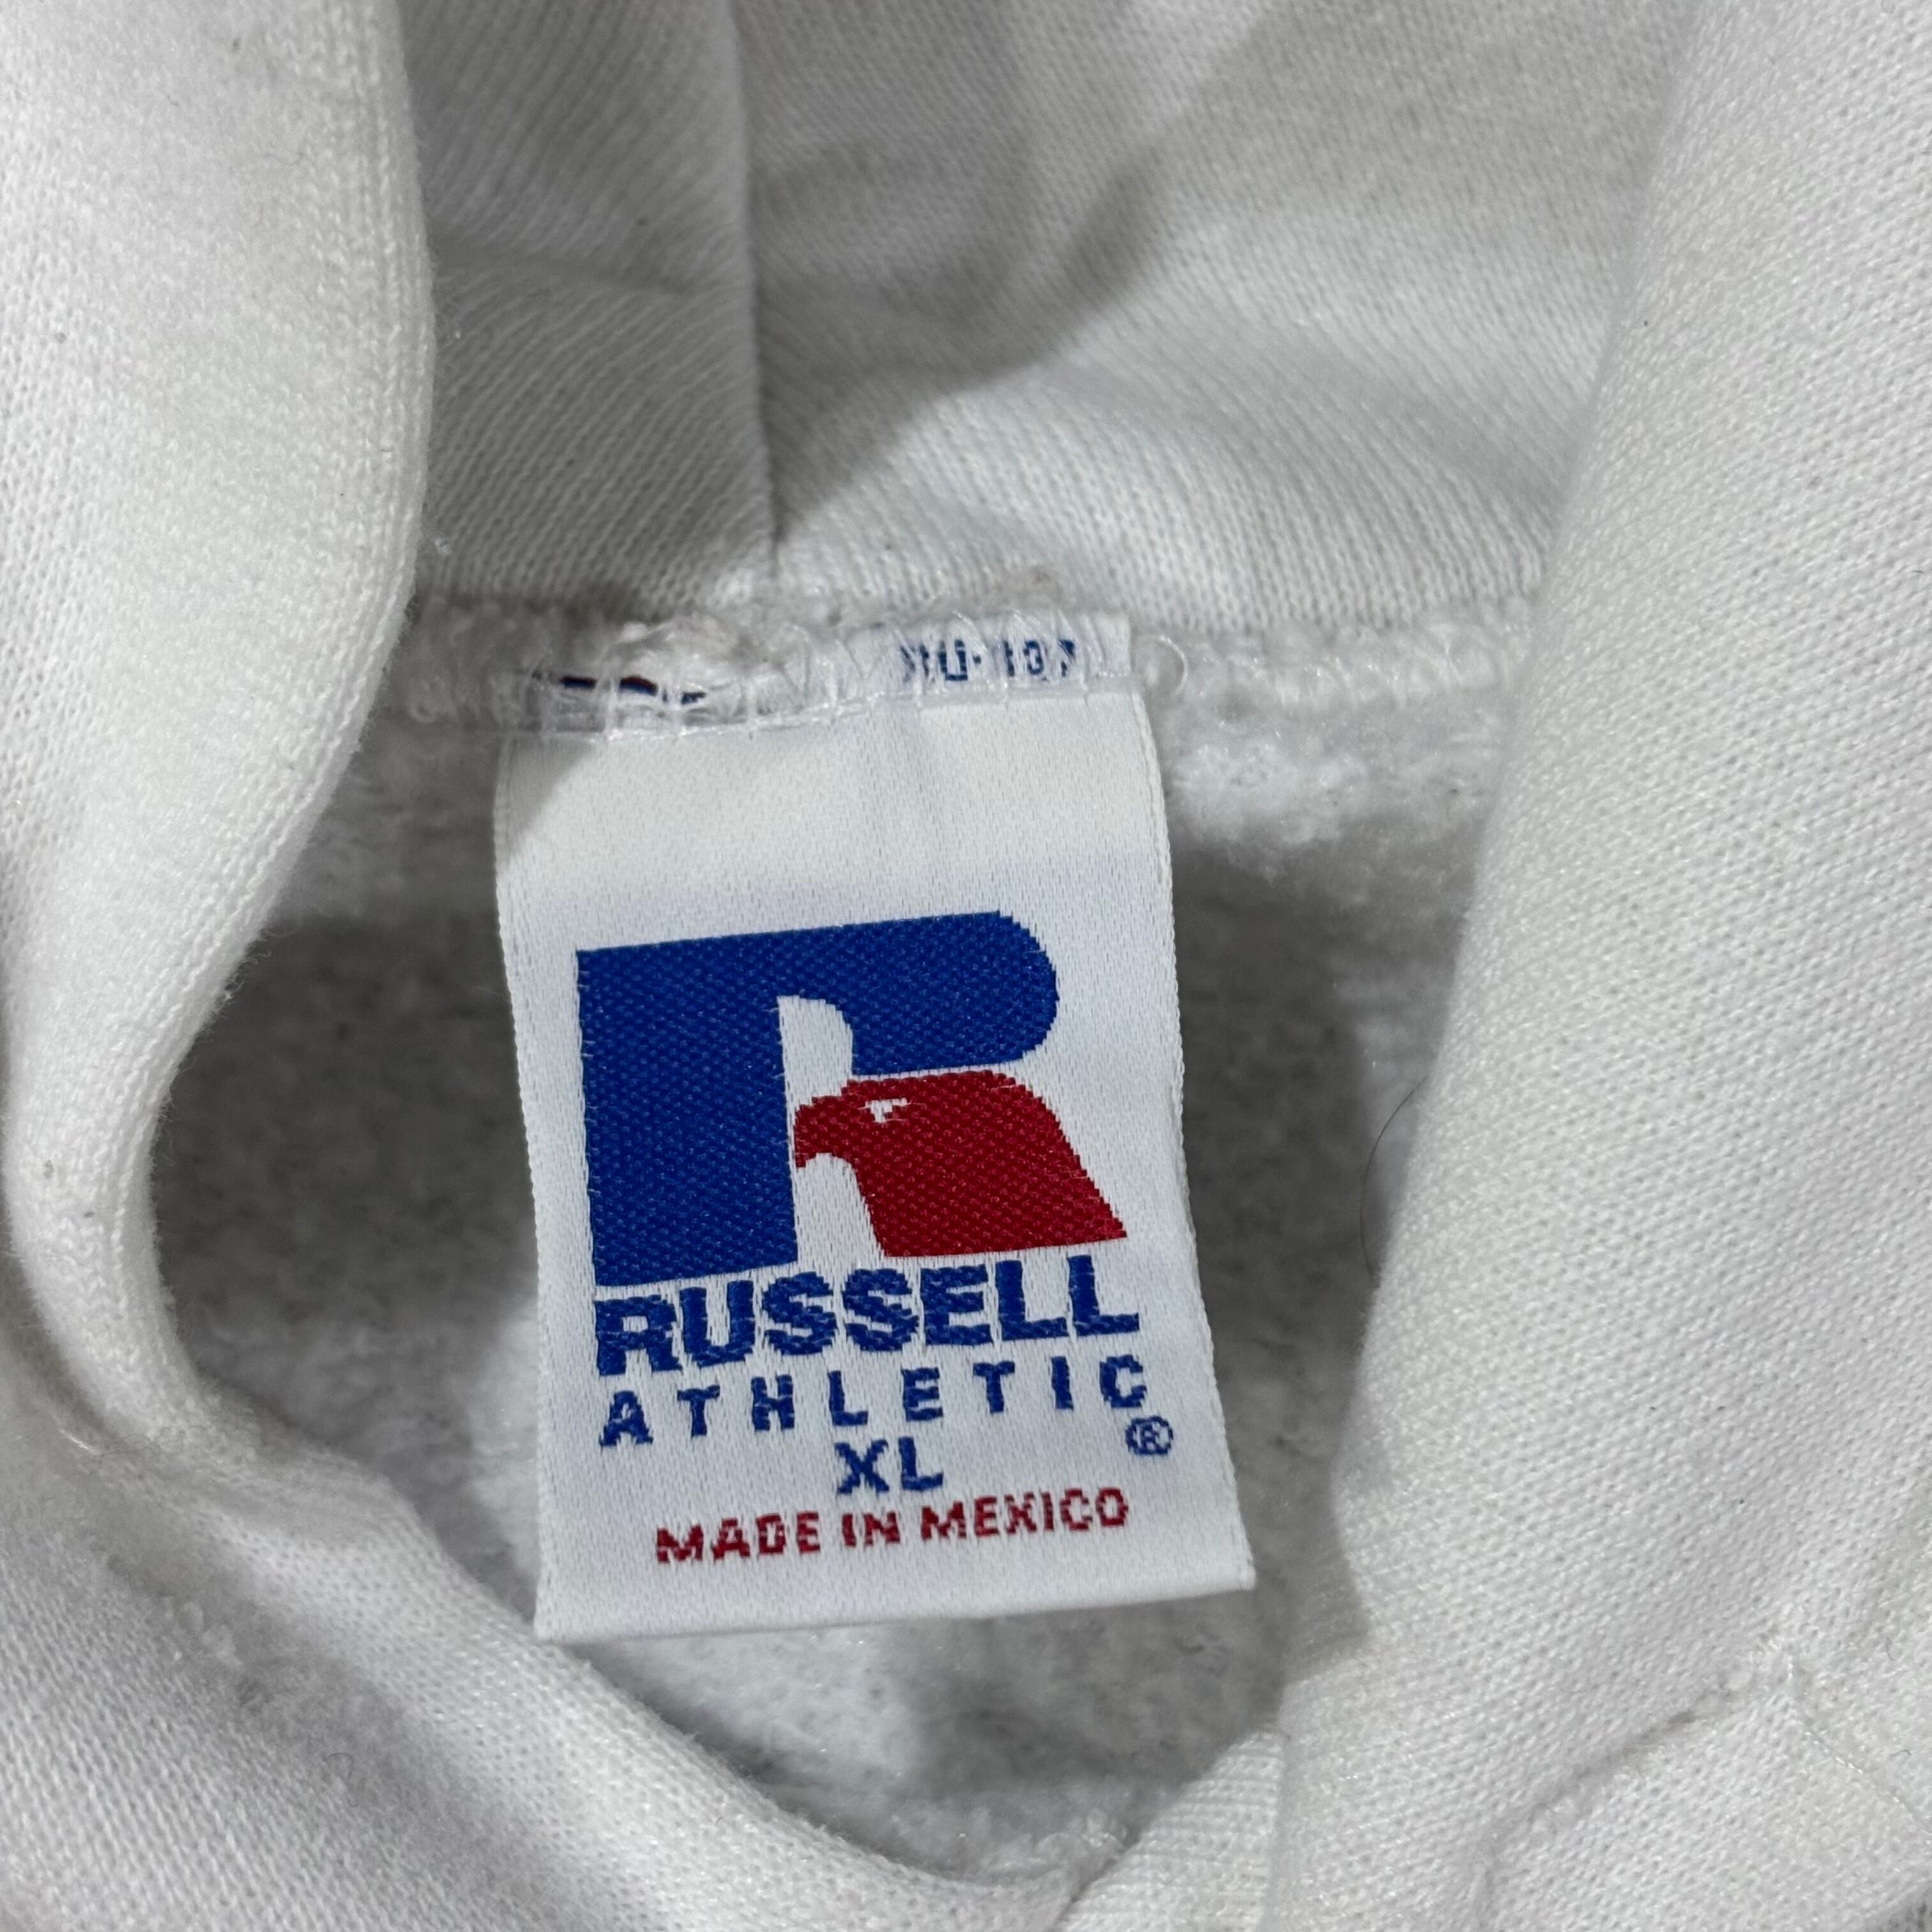 RUSSELL
ATHLETIC
®
XL
MADE IN MEXICO